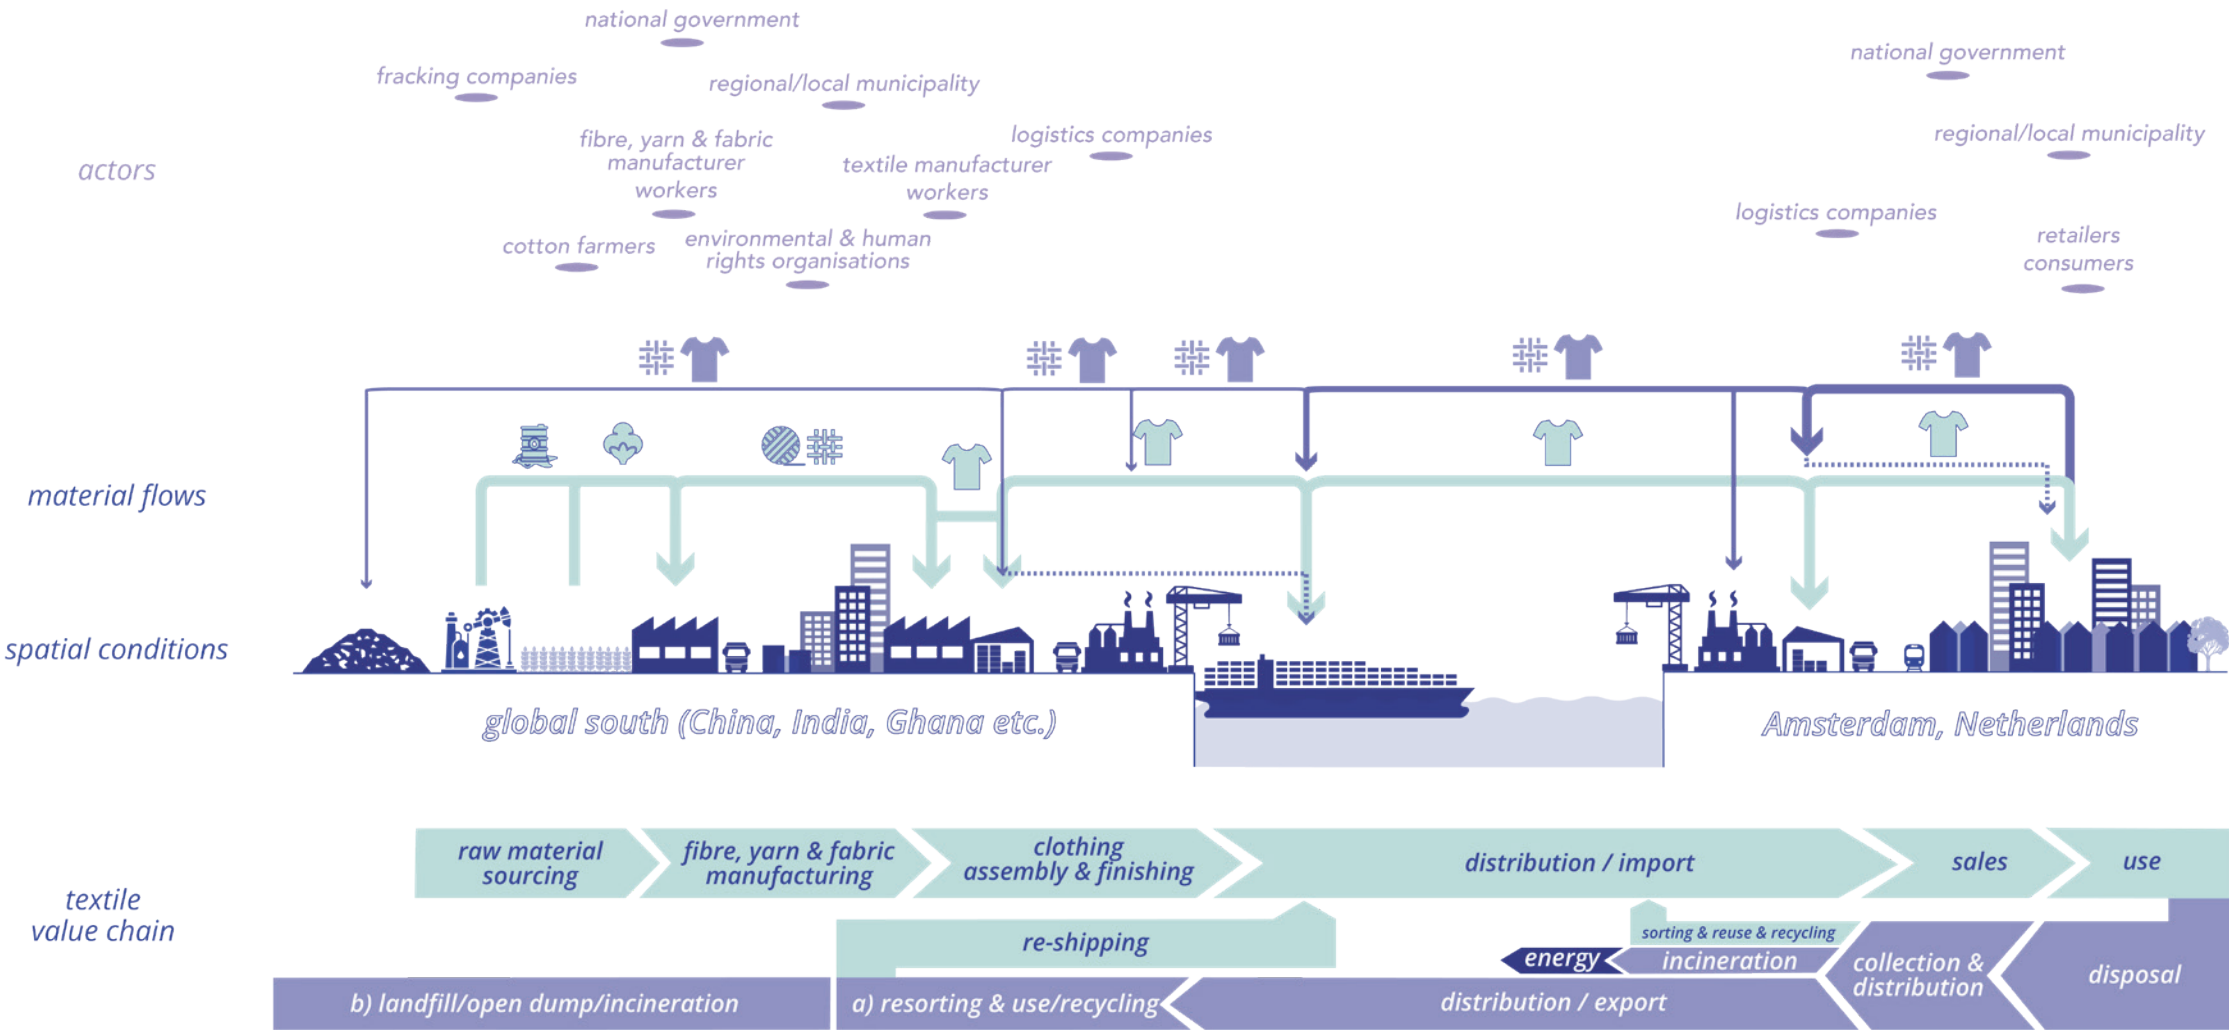 national government
fracking companies
regional/local municipality
fibre, yarn & fabric
manufacturer
workers
logistics companies
textile manufacturer
workers
cotton farmers
environmental & human
rights organisations
national government
regional/local municipality
logistics companies
retailers
consumers
actors
material flows
spatial conditions
global south (China, India, Ghana etc.)
Amsterdam, Netherlands
textile
value chain
raw material
sourcing
fibre, yarn & fabric
manufacturing
clothing
assembly & finishing
distribution / import
sales
use
re-shipping
sorting & reuse & recycling
energy
incineration
collection &
distribution
disposal
b) landfill/open dump/incineration
a) resorting & use/recycling
distribution / export